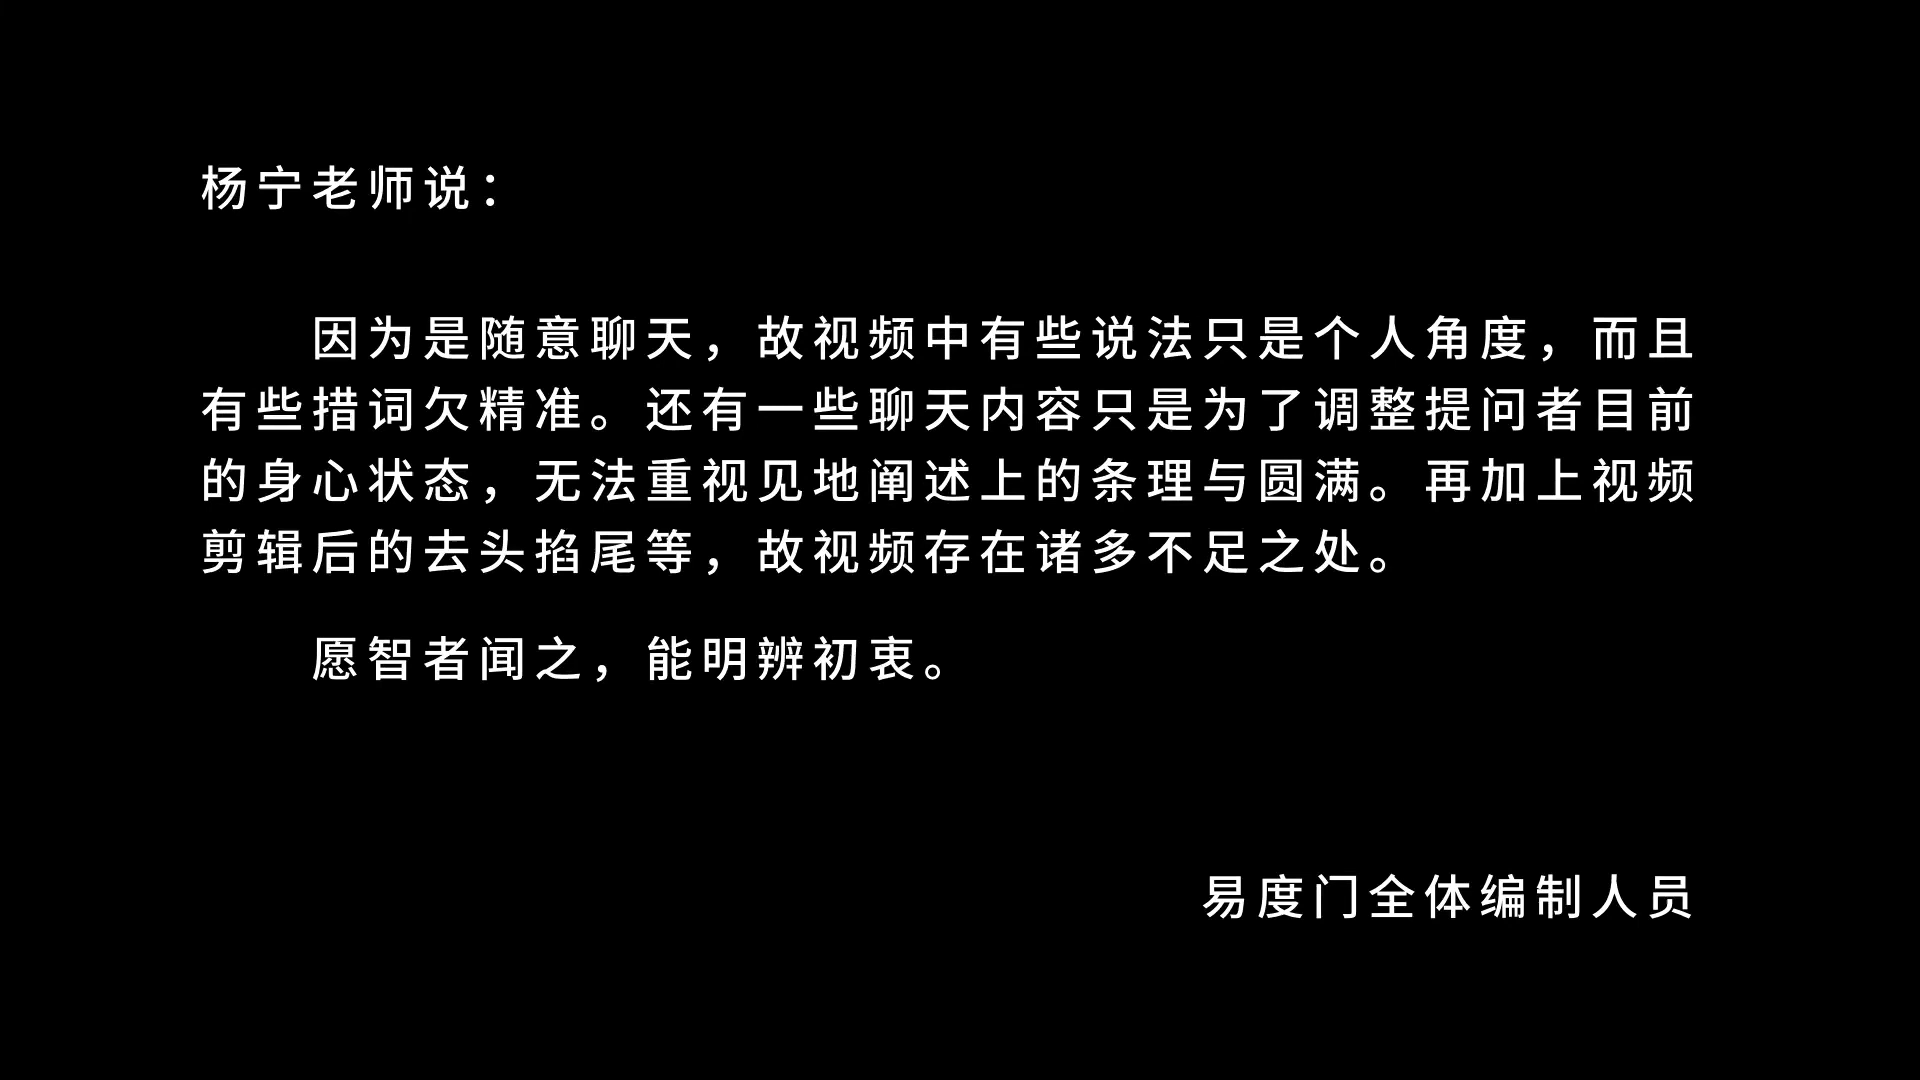 杨宁老师说：
因为是随意聊天，故视频中有些说法只是个人角度，而且
有些措词欠精准。还有一些聊天内容只是为了调整提问者目前
的身心状态，无法重视见地阐述上的条理与圆满。再加上视频
剪辑后的去头掐尾等，故视频存在诸多不足之处。
愿智者闻之，能明辨初衷。
易度门全体编制人员